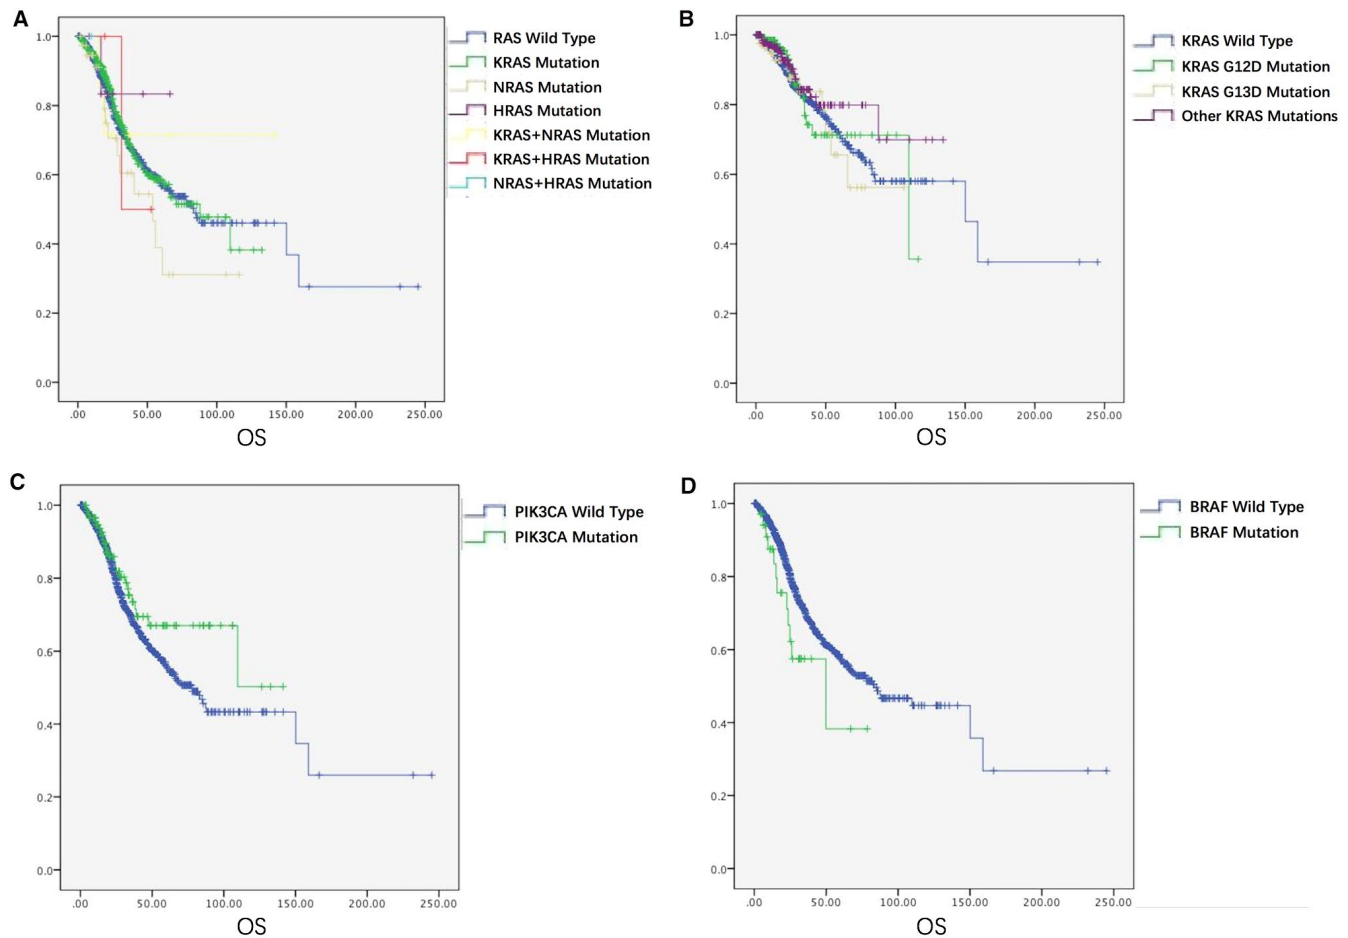 A
1.0
0.8
0.6
0.4
0.2
0.0
.00 50.00 100.00 150.00 200.00 250.00
OS
RAS Wild Type
KRAS Mutation
NRAS Mutation
HRAS Mutation
KRAS+NRAS Mutation
KRAS+HRAS Mutation
NRAS+HRAS Mutation
B
1.0
0.8
0.6
0.4
0.2
0.0
.00 50.00 100.00 150.00 200.00 250.00
OS
KRAS Wild Type
KRAS G12D Mutation
KRAS G13D Mutation
Other KRAS Mutations
C
1.0
0.8
0.6
0.4
0.2
0.0
.00 50.00 100.00 150.00 200.00 250.00
OS
PIK3CA Wild Type
PIK3CA Mutation
D
1.0
0.8
0.6
0.4
0.2
0.0
.00 50.00 100.00 150.00 200.00 250.00
OS
BRAF Wild Type
BRAF Mutation